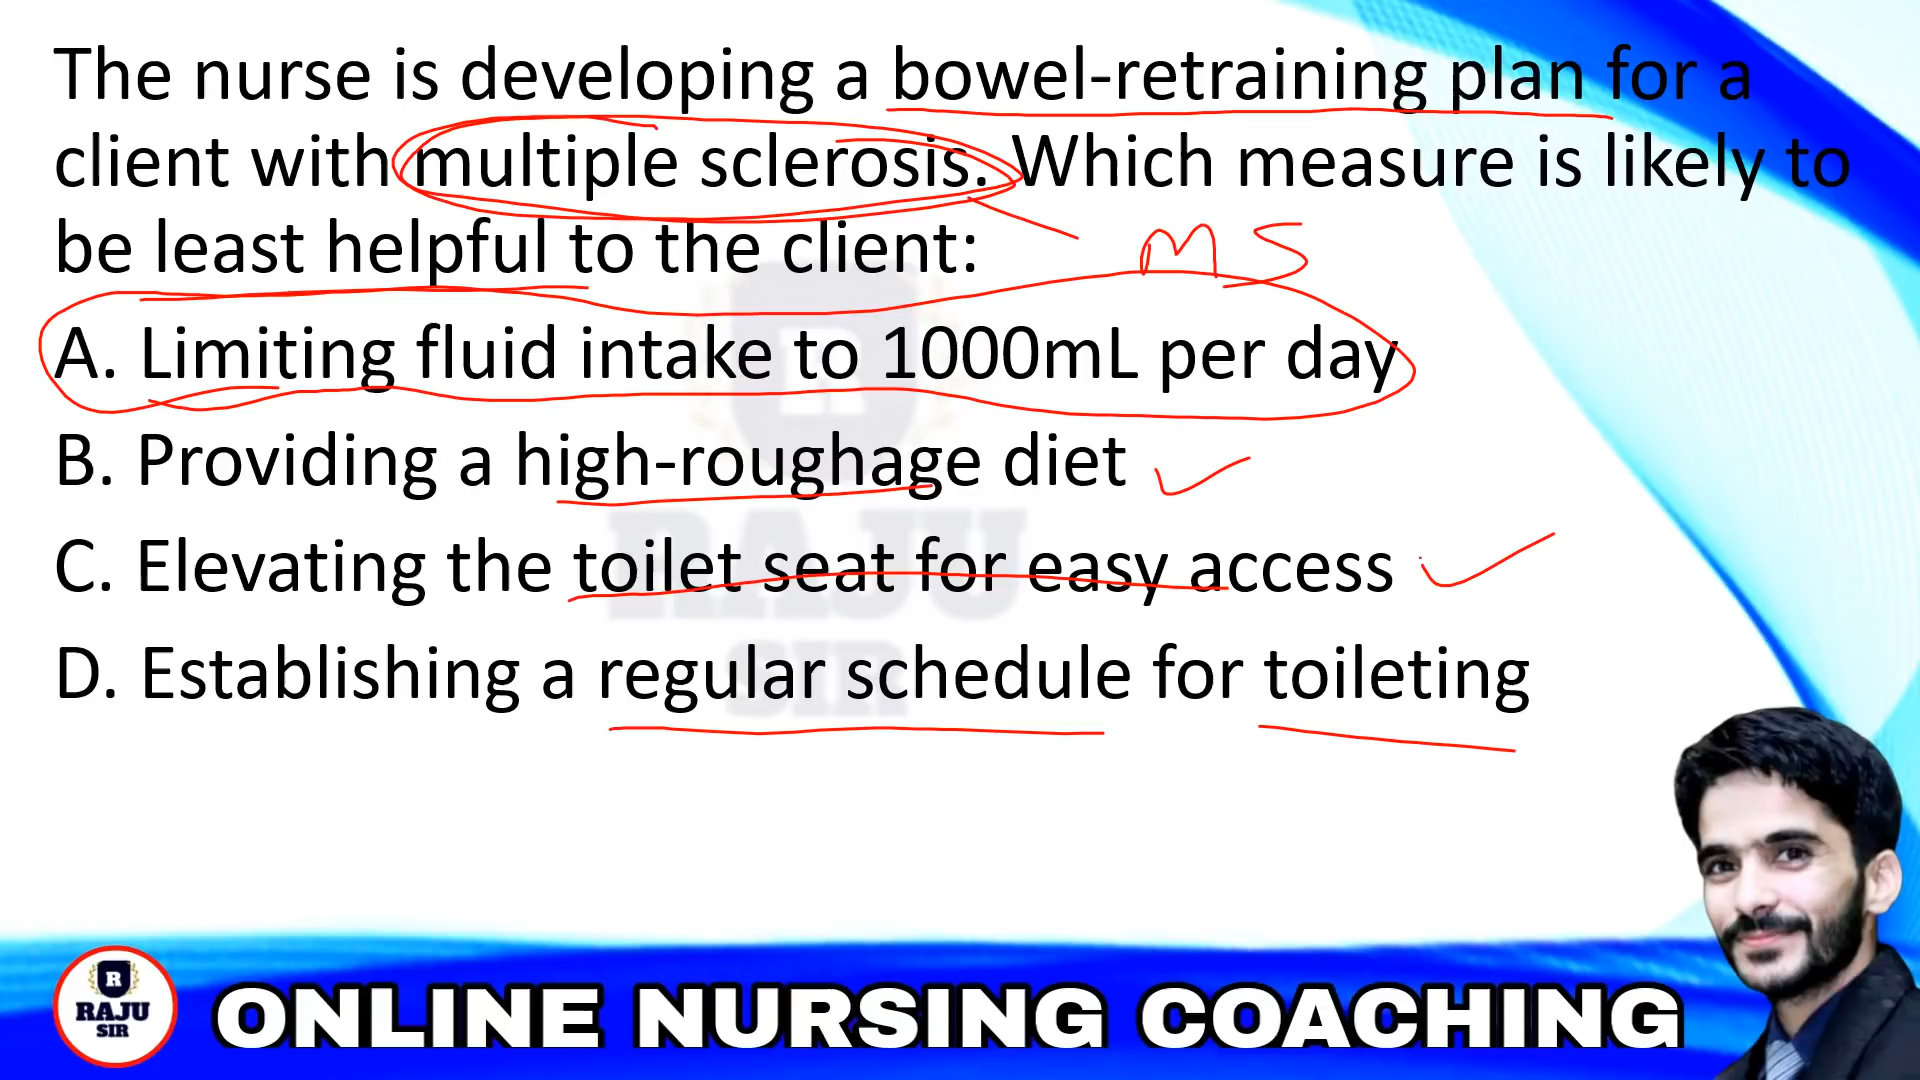 The nurse is developing a bowel-retraining plan for a
client with multiple sclerosis. Which measure is likely to
be least helpful to the client:
MS
A. Limiting fluid intake to 1000mL per day
B. Providing a high-roughage diet
C. Elevating the toilet seat for easy access
D. Establishing a regular schedule for toileting
R
RAJU
SIR
R
RAJU
SIR
ONLINE NURSING COACHING